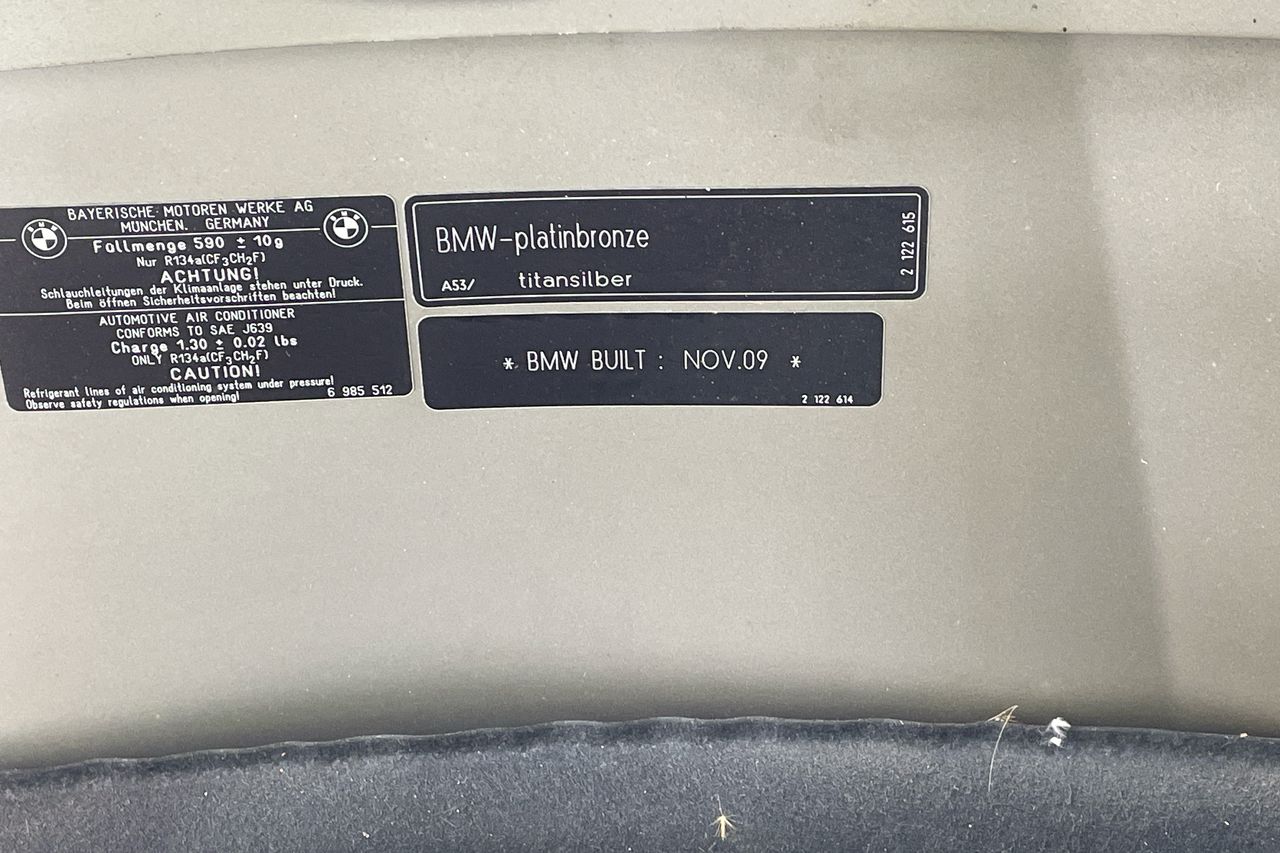 BAYERISCHE MOTOREN WERKE AG
MÜNCHEN. GERMANY
Füllmenge 590 ± 10g
Nur R134a(CF3CH2F)
ACHTUNG!
Schlauchleitungen der Klimaanlage stehen unter Druck.
Beim öffnen Sicherheitsvorschriften beachten!
AUTOMOTIVE AIR CONDITIONER
CONFORMS TO SAE J639
Charge 1.30 ± 0.02 lbs
ONLY R134a(CF3CH2F)
CAUTION!
Refrigerant lines of air conditioning system under pressure!
Observe safety regulations when opening!
6 985 512
BMW-platinbronze
A53/ titansilber
2 122 615
* BMW BUILT : NOV.09 *
2 122 614